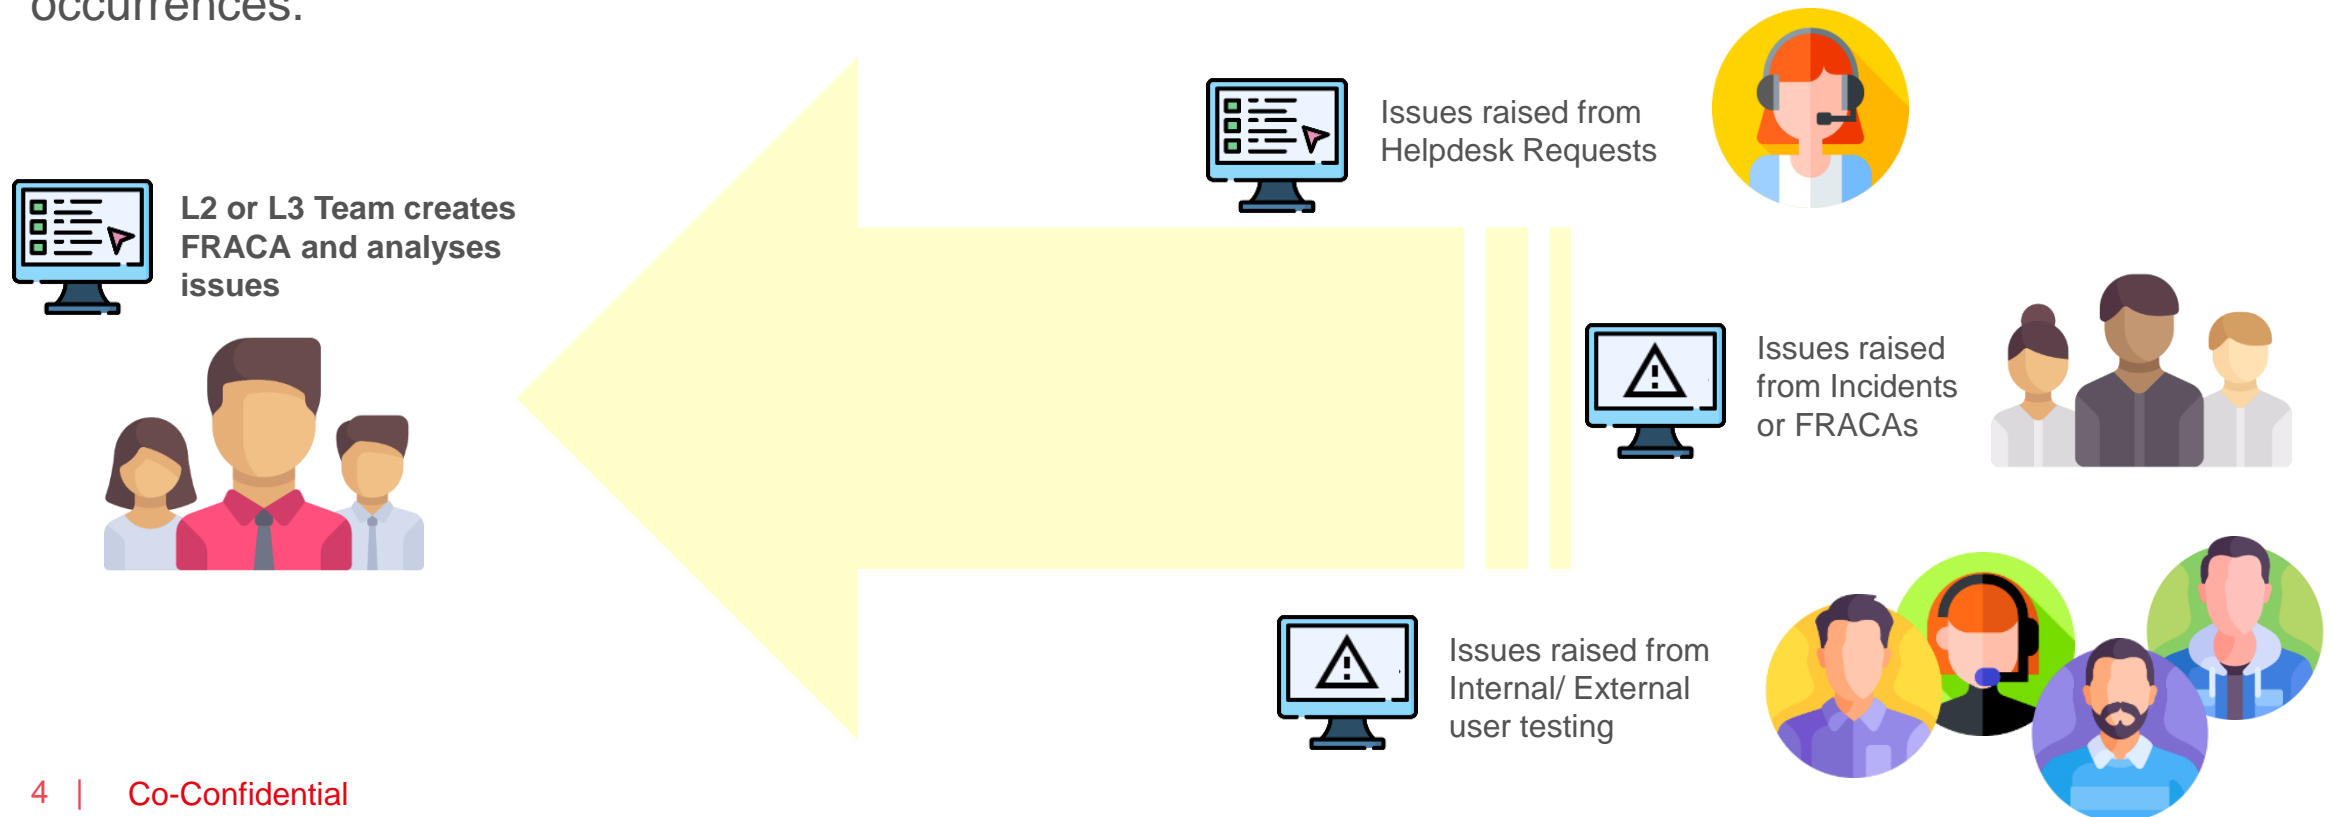 occurrences.
Issues raised from
Helpdesk Requests
L2 or L3 Team creates
FRACA and analyses
issues
Issues raised
from Incidents
or FRACAs
Issues raised from
Internal/ External
user testing
4 | Co-Confidential